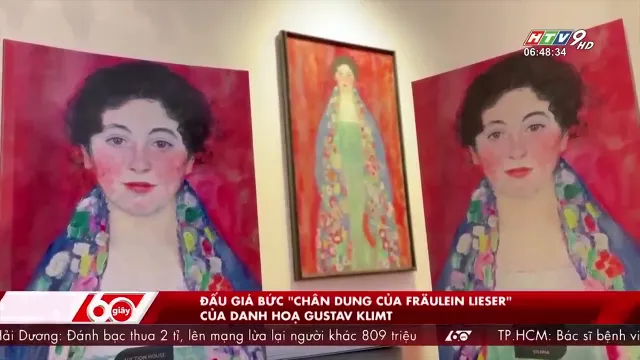 HTV9 HD
06:48:34
60 giây
ĐẤU GIÁ BỨC "CHÂN DUNG CỦA FRÄULEIN LIESER"
CỦA DANH HOẠ GUSTAV KLIMT
Hải Dương: Đánh bạc thua 2 tỉ, lên mạng lừa lại người khác 809 triệu
60
TP.HCM: Bác sĩ bệnh v